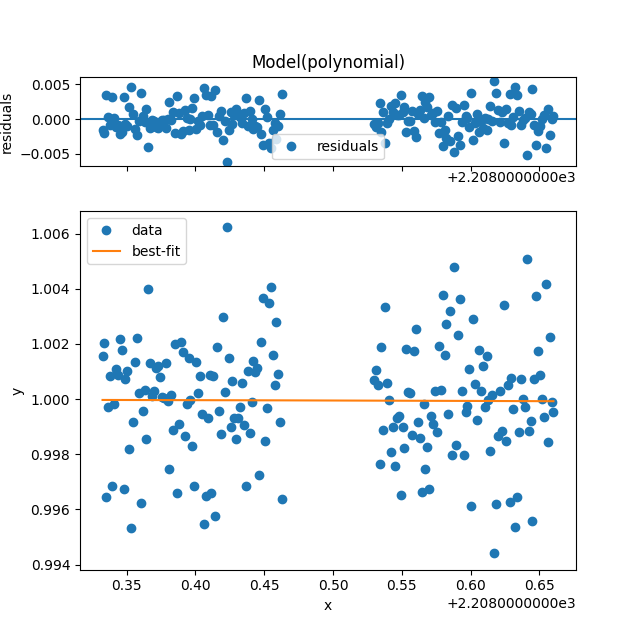 Model(polynomial)
0.005
0.000
−0.005
residuals
residuals
+2.2080000000e3
data
best-fit
1.006
1.004
1.002
1.000
0.998
0.996
0.994
y
0.35 0.40 0.45 0.50 0.55 0.60 0.65
x
+2.2080000000e3